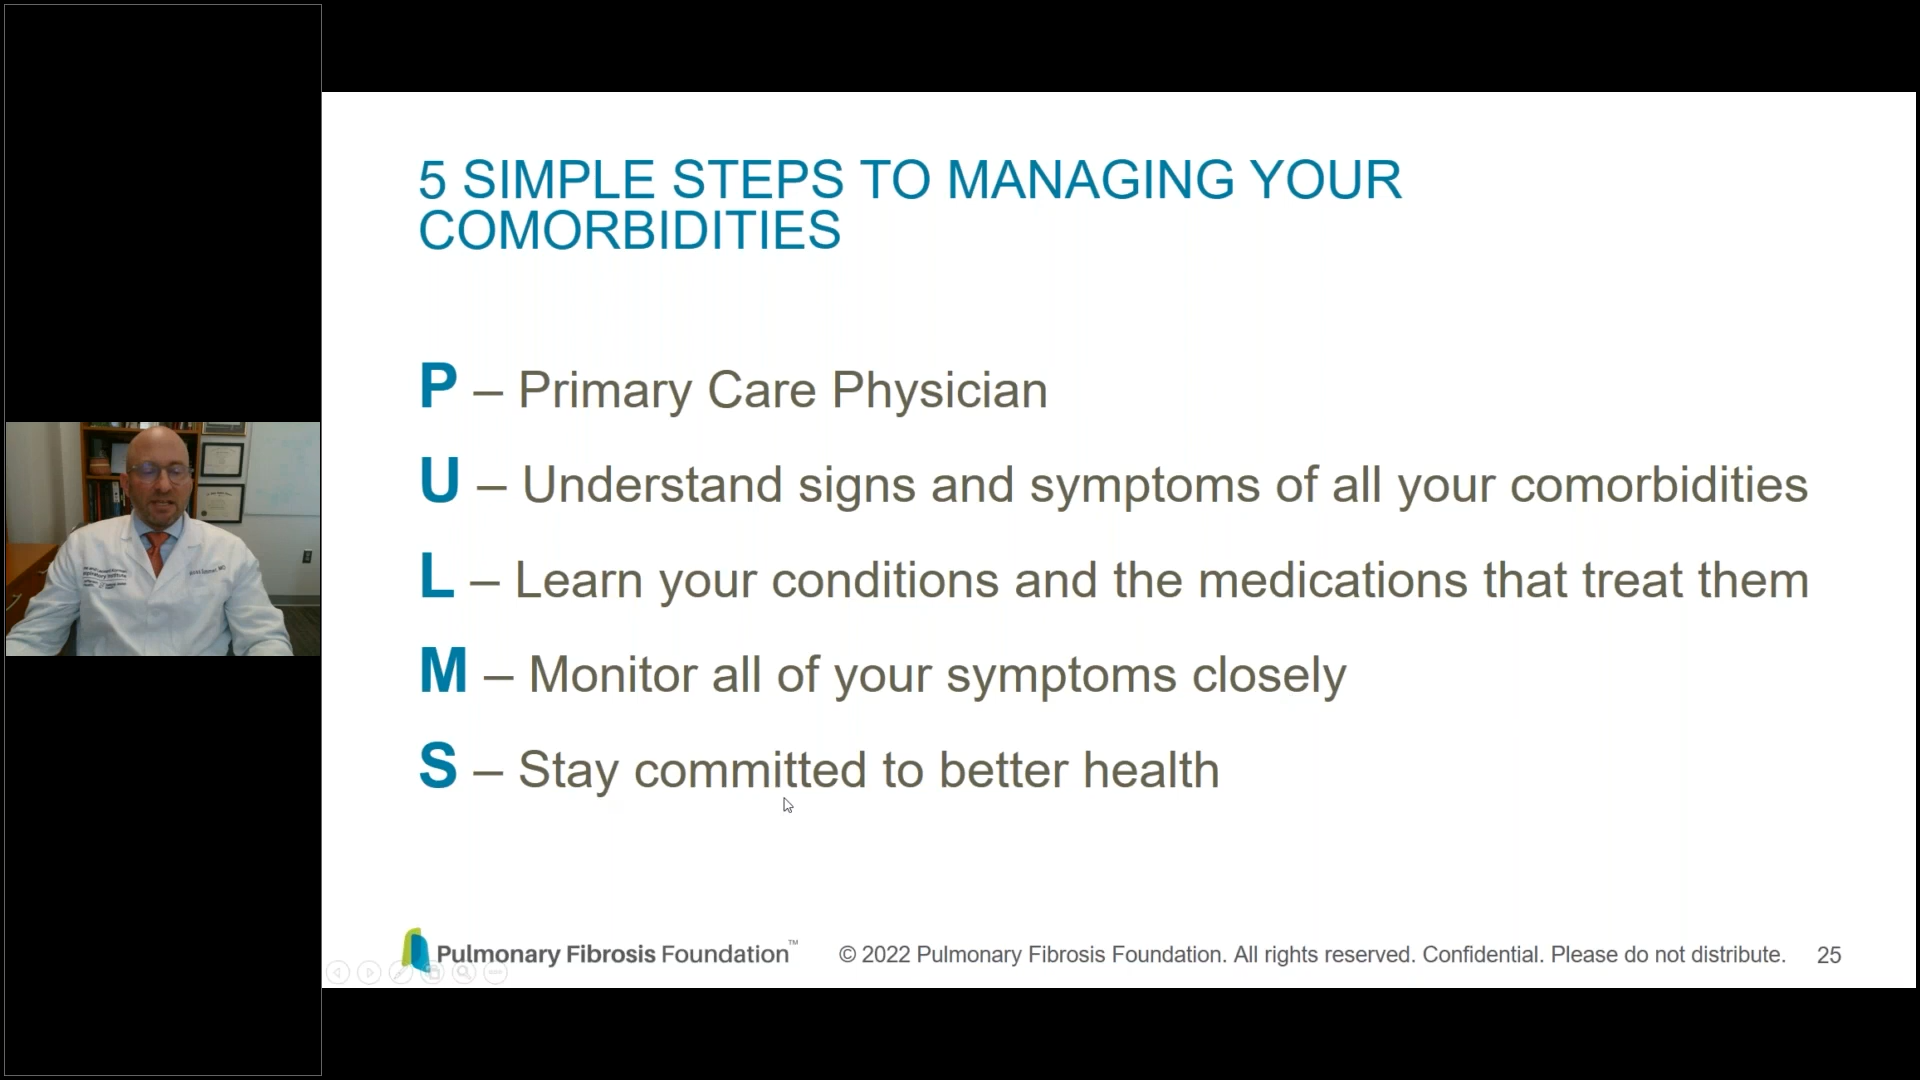 5 SIMPLE STEPS TO MANAGING YOUR
COMORBIDITIES
P – Primary Care Physician
U – Understand signs and symptoms of all your comorbidities
L – Learn your conditions and the medications that treat them
M – Monitor all of your symptoms closely
S – Stay committed to better health
Pulmonary Fibrosis Foundation™
© 2022 Pulmonary Fibrosis Foundation. All rights reserved. Confidential. Please do not distribute.
25